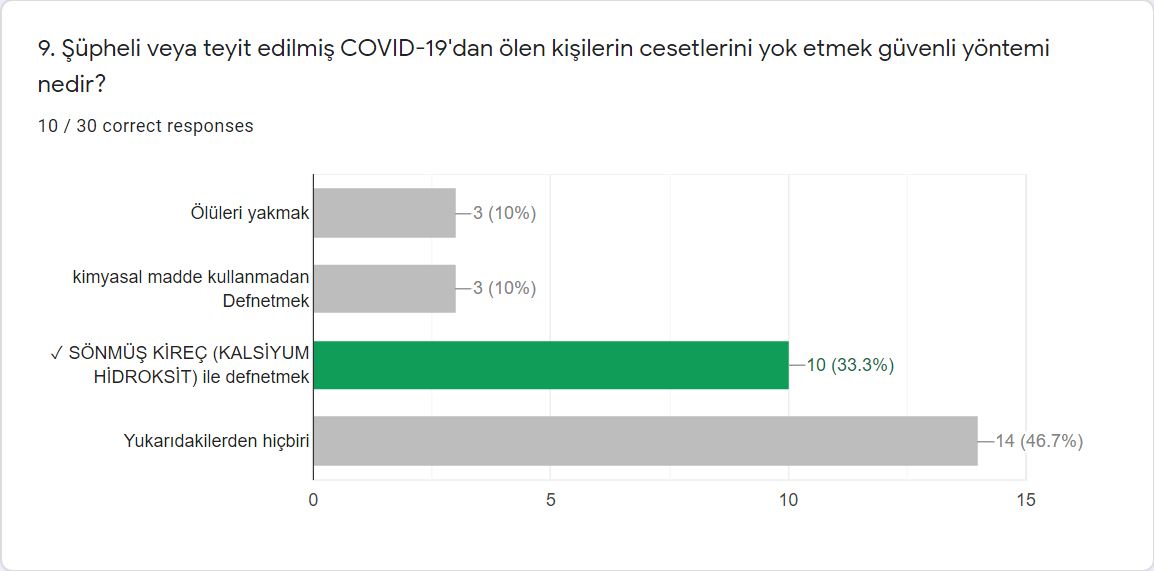 9. Şüpheli veya teyit edilmiş COVID-19'dan ölen kişilerin cesetlerini yok etmek güvenli yöntemi
nedir?
10 / 30 correct responses
Ölüleri yakmak
3 (10%)
kimyasal madde kullanmadan
Defnetmek
3 (10%)
✓ SÖNMÜŞ KİREÇ (KALSİYUM
HİDROKSİT) ile defnetmek
10 (33.3%)
Yukarıdakilerden hiçbiri
14 (46.7%)
0 5 10 15